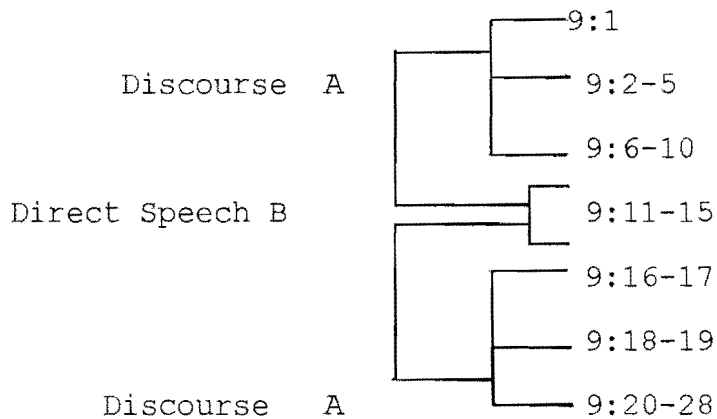 9:1
Discourse A 9:2-5
9:6-10
Direct Speech B 9:11-15
9:16-17
9:18-19
Discourse A 9:20-28